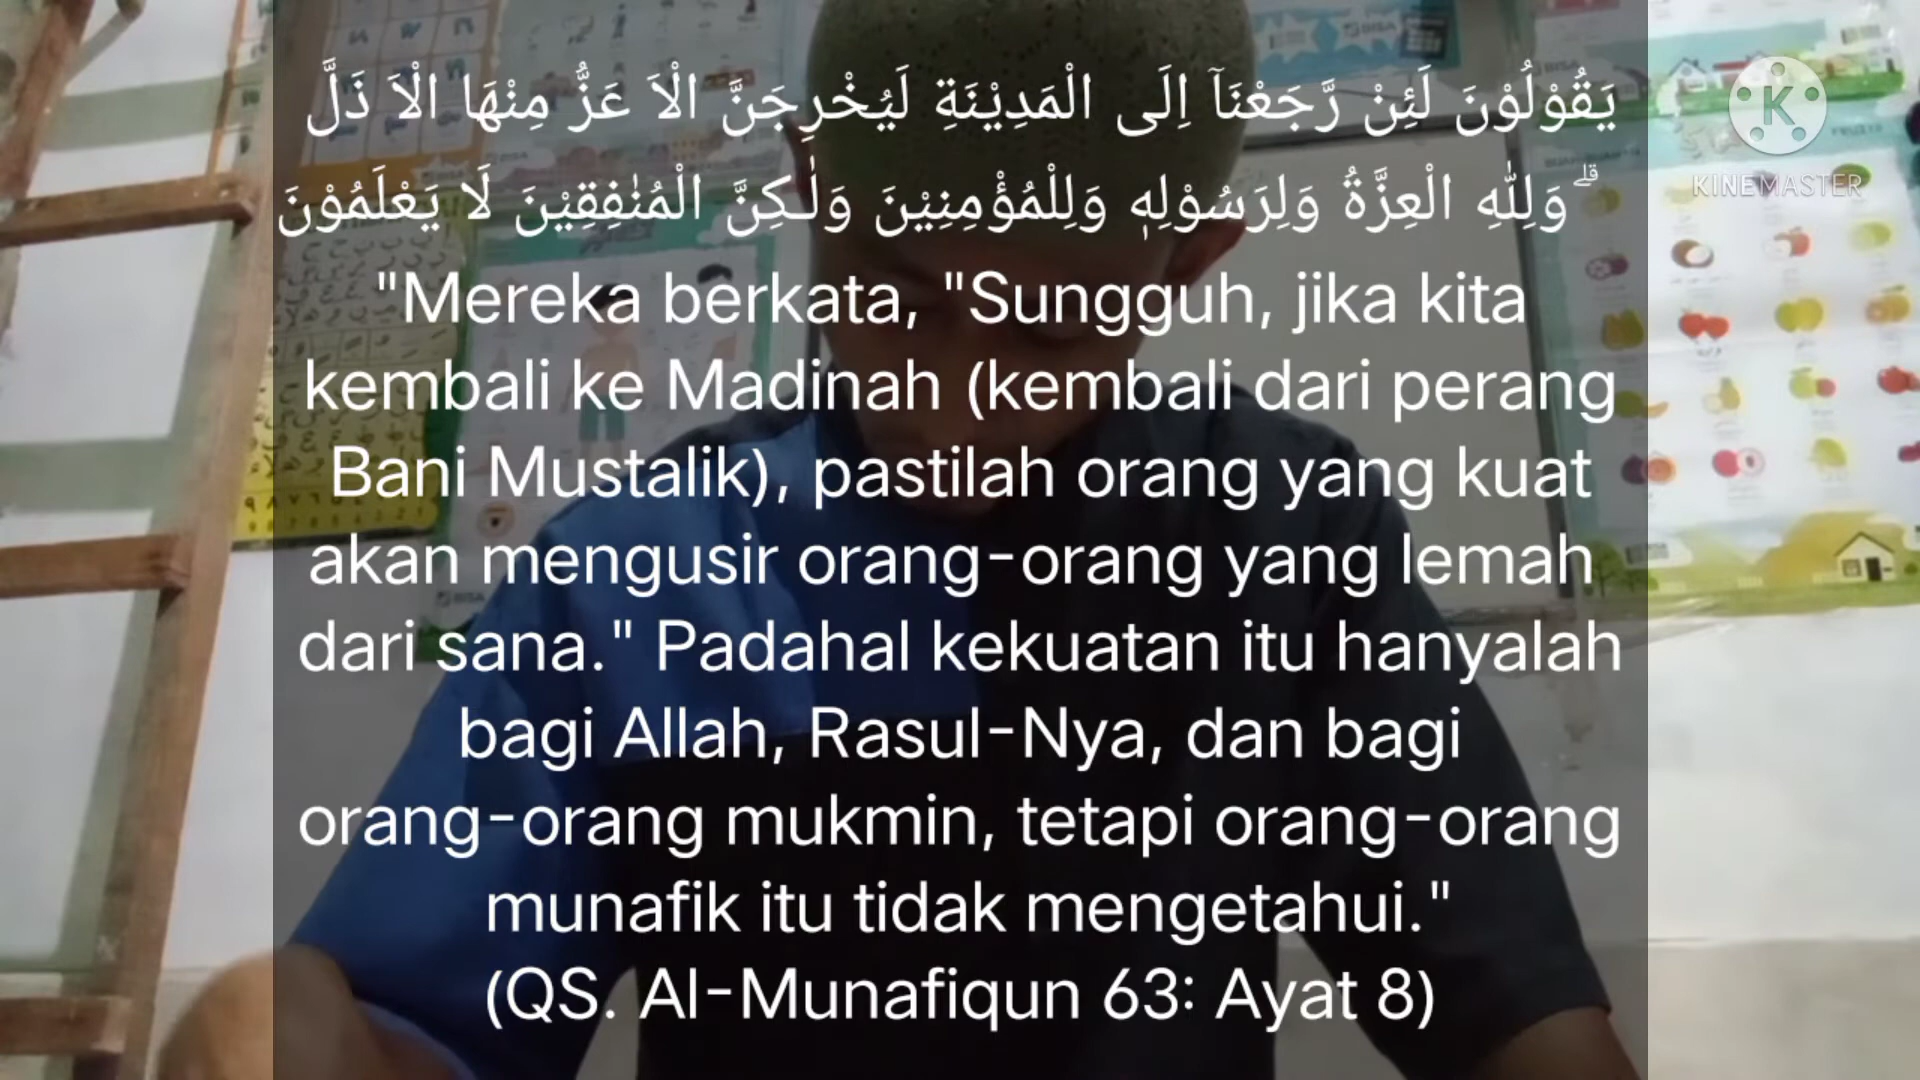 يَقُوْلُوْنَ لَئِنْ رَّجَعْنَاۤ اِلَى الْمَدِيْنَةِ لَيُخْرِجَنَّ الْاَ عَزُّ مِنْهَا الْاَ ذَلَّ
ۗ وَلِلّٰهِ الْعِزَّةُ وَلِرَسُوْلِهٖ وَلِلْمُؤْمِنِيْنَ وَلٰـكِنَّ الْمُنٰفِقِيْنَ لَا يَعْلَمُوْنَ
"Mereka berkata, "Sungguh, jika kita
kembali ke Madinah (kembali dari perang
Bani Mustalik), pastilah orang yang kuat
akan mengusir orang-orang yang lemah
dari sana." Padahal kekuatan itu hanyalah
bagi Allah, Rasul-Nya, dan bagi
orang-orang mukmin, tetapi orang-orang
munafik itu tidak mengetahui."
(QS. Al-Munafiqun 63: Ayat 8)
K
KINEMASTER